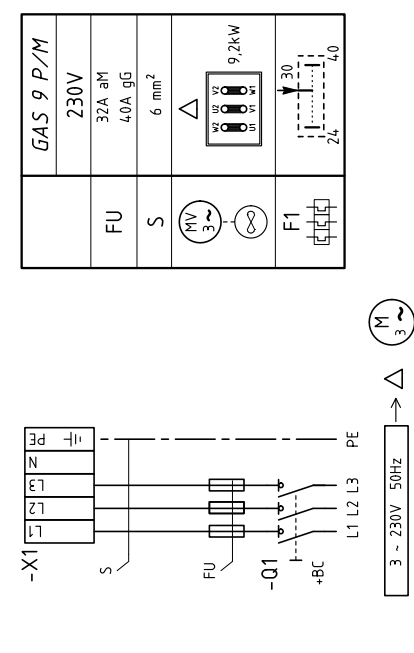 -X1
L1 L2 L3 N PE
S
FU
-Q1
+BC
L1 L2 L3 PE
3 ~ 230V 50Hz → △
M
3 ~
GAS 9 P/M
230V
FU
32A aM
40A gG
S
6 mm²
MV
3 ~
△
W2 U2 V2
U1 V1 W1
9,2kW
F1
30
24 40